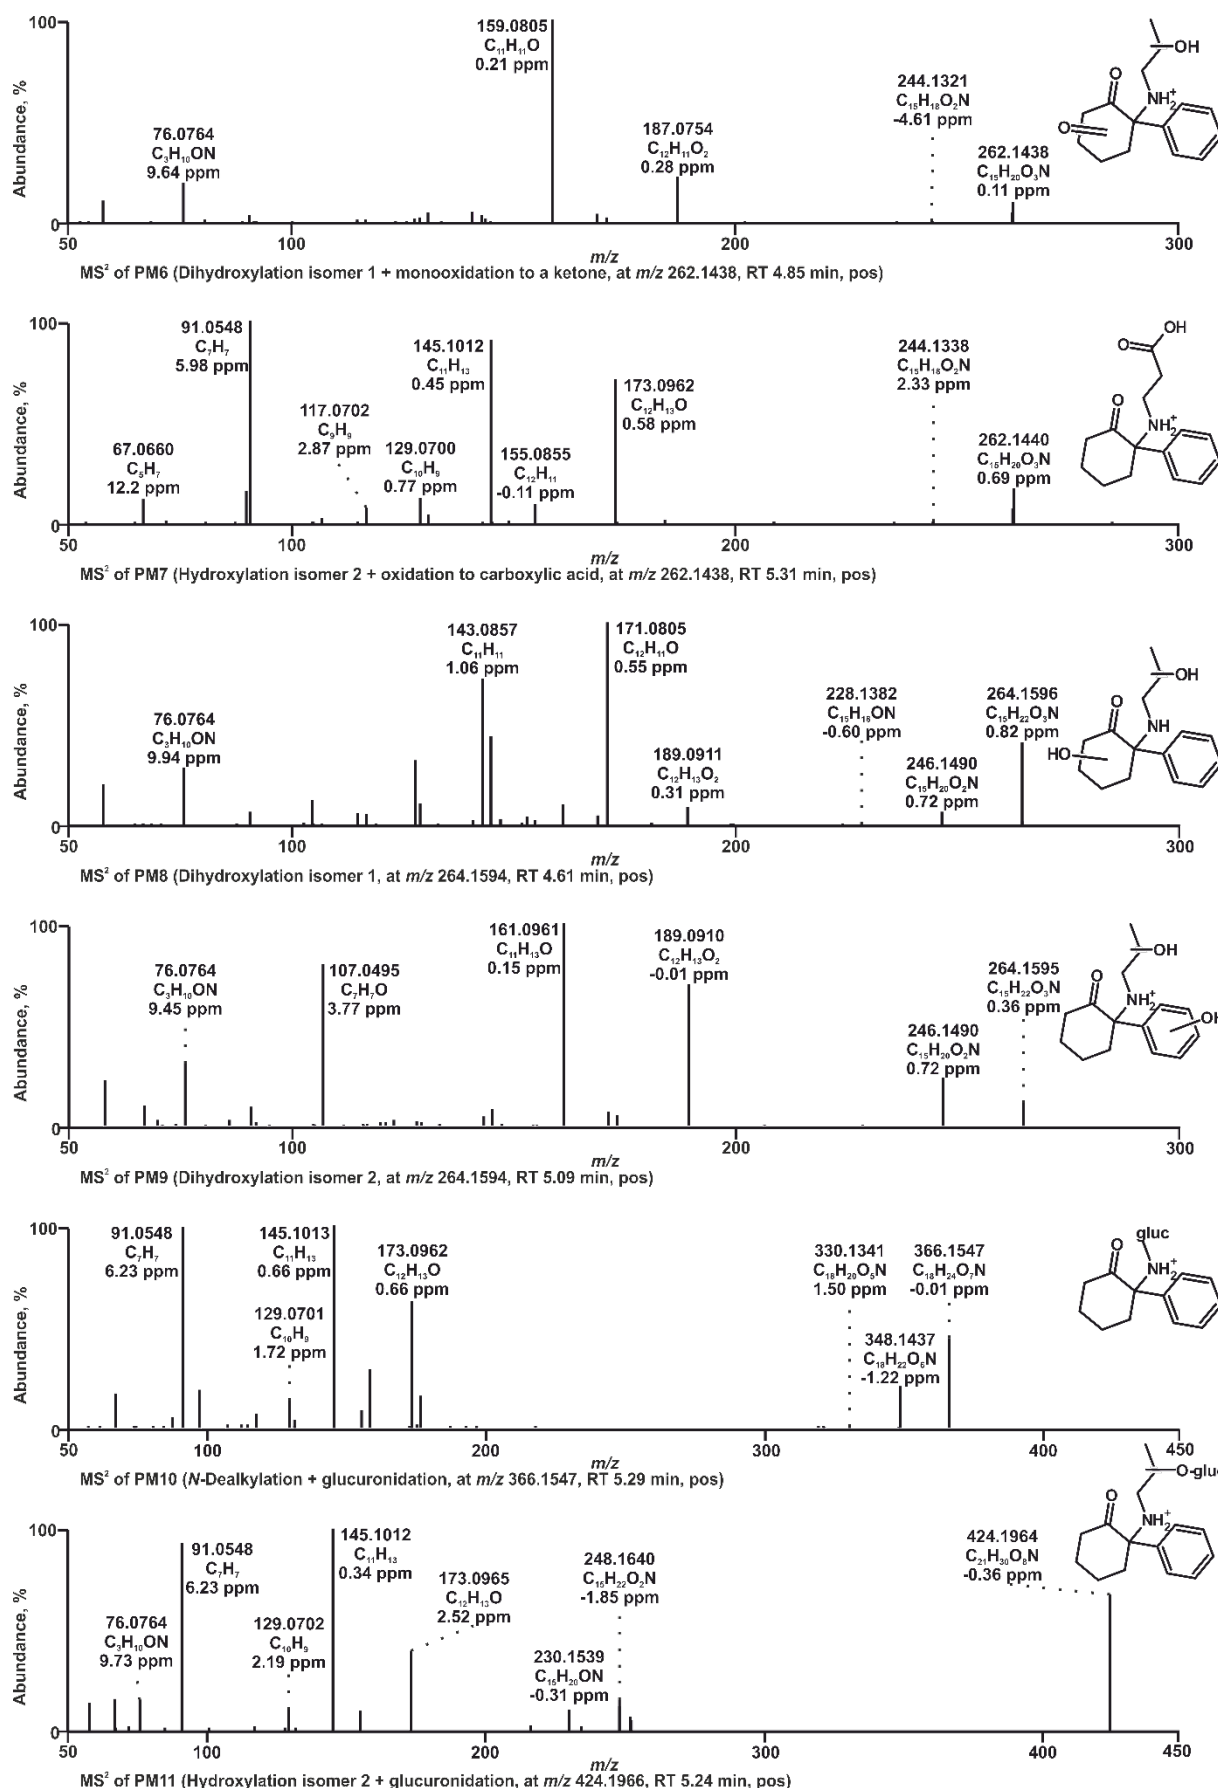 100
Abundance, %
0
50
100
200
300
m/z
76.0764
C3H10ON
9.64 ppm
159.0805
C11H11O
0.21 ppm
187.0754
C12H11O2
0.28 ppm
244.1321
C15H18O2N
-4.61 ppm
262.1438
C15H20O3N
0.11 ppm
O
O
NH2+
OH
MS2 of PM6 (Dihydroxylation isomer 1 + monooxidation to a ketone, at m/z 262.1438, RT 4.85 min, pos)
100
Abundance, %
0
50
100
200
300
m/z
67.0660
C5H7
12.2 ppm
91.0548
C7H7
5.98 ppm
117.0702
C9H9
2.87 ppm
129.0700
C10H9
0.77 ppm
145.1012
C11H13
0.45 ppm
155.0855
C12H11
-0.11 ppm
173.0962
C12H13O
0.58 ppm
244.1338
C15H18O2N
2.33 ppm
262.1440
C15H20O3N
0.69 ppm
OH
O
O
NH2+
MS2 of PM7 (Hydroxylation isomer 2 + oxidation to carboxylic acid, at m/z 262.1438, RT 5.31 min, pos)
100
Abundance, %
0
50
100
200
300
m/z
76.0764
C3H10ON
9.94 ppm
143.0857
C11H11
1.06 ppm
171.0805
C12H11O
0.55 ppm
189.0911
C12H13O2
0.31 ppm
228.1382
C15H18ON
-0.60 ppm
246.1490
C15H20O2N
0.72 ppm
264.1596
C15H22O3N
0.82 ppm
OH
O
NH
HO
MS2 of PM8 (Dihydroxylation isomer 1, at m/z 264.1594, RT 4.61 min, pos)
100
Abundance, %
0
50
100
200
300
m/z
76.0764
C3H10ON
9.45 ppm
107.0495
C7H7O
3.77 ppm
161.0961
C11H13O
0.15 ppm
189.0910
C12H13O2
-0.01 ppm
246.1490
C15H20O2N
0.72 ppm
264.1595
C15H22O3N
0.36 ppm
OH
O
NH2+
OH
MS2 of PM9 (Dihydroxylation isomer 2, at m/z 264.1594, RT 5.09 min, pos)
100
Abundance, %
0
50
100
200
300
400
450
91.0548
C7H7
6.23 ppm
129.0701
C10H9
1.72 ppm
145.1013
C11H13
0.66 ppm
173.0962
C12H13O
0.66 ppm
330.1341
C18H20O5N
1.50 ppm
348.1437
C18H22O6N
-1.22 ppm
366.1547
C18H24O7N
-0.01 ppm
gluc
O
NH2+
MS2 of PM10 (N-Dealkylation + glucuronidation, at m/z 366.1547, RT 5.29 min, pos)
100
Abundance, %
0
50
100
200
300
400
450
76.0764
C3H10ON
9.73 ppm
91.0548
C7H7
6.23 ppm
129.0702
C10H9
2.19 ppm
145.1012
C11H13
0.34 ppm
173.0965
C12H13O
2.52 ppm
230.1539
C15H20ON
-0.31 ppm
248.1640
C15H22O2N
-1.85 ppm
424.1964
C21H30O8N
-0.36 ppm
O-gluc
O
NH2+
MS2 of PM11 (Hydroxylation isomer 2 + glucuronidation, at m/z 424.1966, RT 5.24 min, pos)